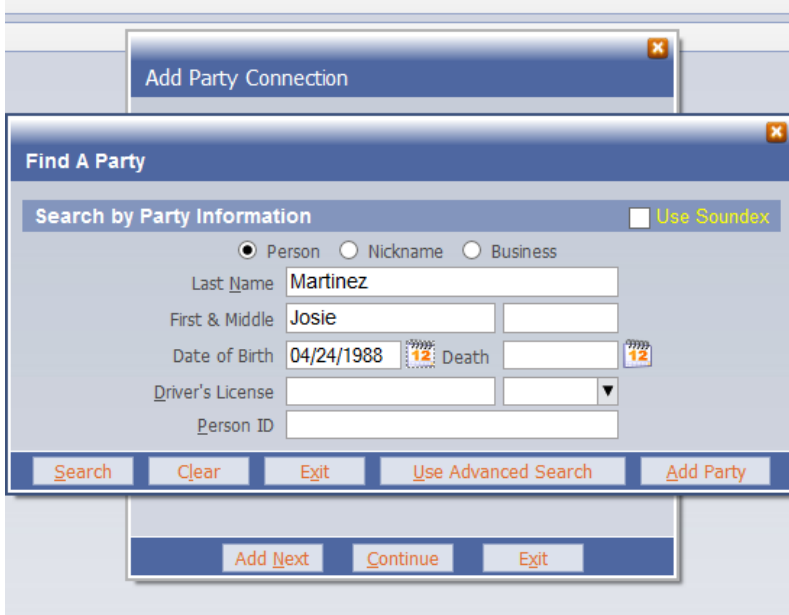 Add Party Connection
Find A Party
Search by Party Information Use Soundex
Person Nickname Business
Last Name Martinez
First & Middle Josie
Date of Birth 04/24/1988 12 Death 12
Driver's License
Person ID
Search Clear Exit Use Advanced Search Add Party
Add Next Continue Exit